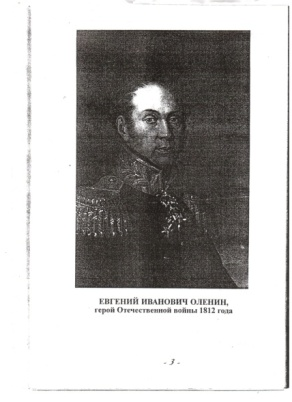 ЕВГЕНИЙ ИВАНОВИЧ ОЛЕНИН,
герой Отечественной войны 1812 года
- 3 -